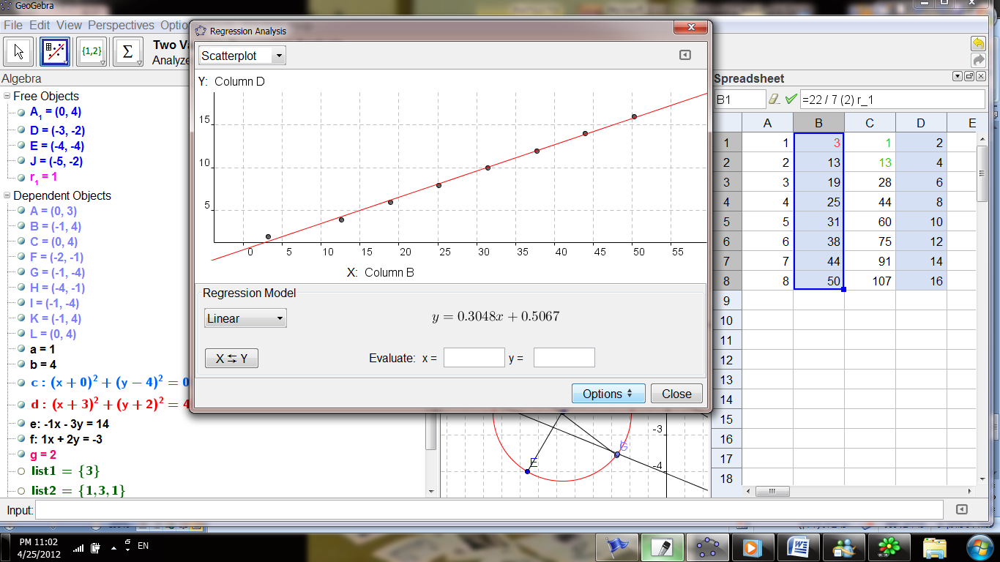 GeoGebra
File Edit View Perspectives Optio
Two Va
Analyze
Algebra
Free Objects
A₁ = (0, 4)
D = (-3, -2)
E = (-4, -4)
J = (-5, -2)
r₁ = 1
Dependent Objects
A = (0, 3)
B = (-1, 4)
C = (0, 4)
F = (-2, -1)
G = (-1, -4)
H = (-4, -1)
I = (-1, -4)
K = (-1, 4)
L = (0, 4)
a = 1
b = 4
c : (x + 0)² + (y − 4)² = 0
d : (x + 3)² + (y + 2)² = 4
e: -1x - 3y = 14
f: 1x + 2y = -3
g = 2
list1 = {3}
list2 = {1, 3, 1}
Regression Analysis
Scatterplot
Y: Column D
15
10
5
0 5 10 15 20 25 30 35 40 45 50 55
X: Column B
Regression Model
Linear
y = 0.3048x + 0.5067
X ⇆ Y
Evaluate: x = y =
Options
Close
E
G
-3
-4
Spreadsheet
B1 =22 / 7 (2) r_1
A B C D E
1 1 3 1 2
2 2 13 13 4
3 3 19 28 6
4 4 25 44 8
5 5 31 60 10
6 6 38 75 12
7 7 44 91 14
8 8 50 107 16
9
10
11
12
13
14
15
16
17
18
Input:
PM 11:02
4/25/2012
EN